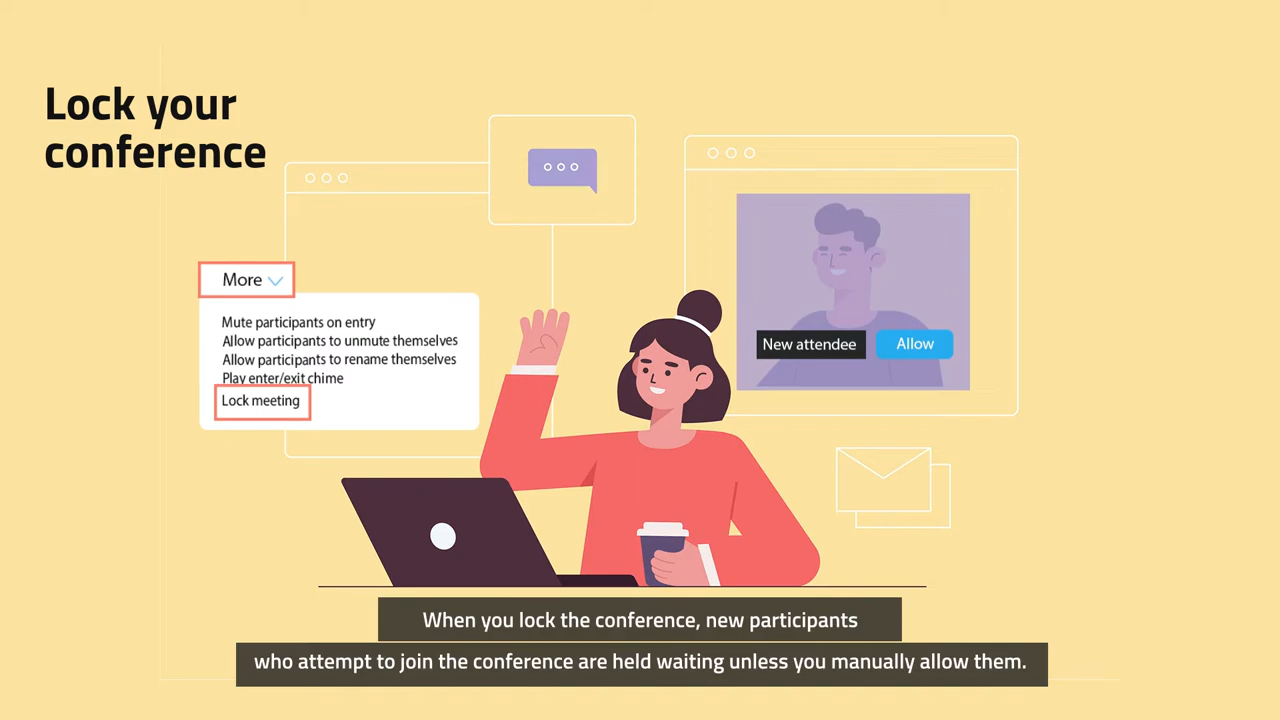 Lock your
conference
More
Mute participants on entry
Allow participants to unmute themselves
Allow participants to rename themselves
Play enter/exit chime
Lock meeting
New attendee
Allow
When you lock the conference, new participants
who attempt to join the conference are held waiting unless you manually allow them.